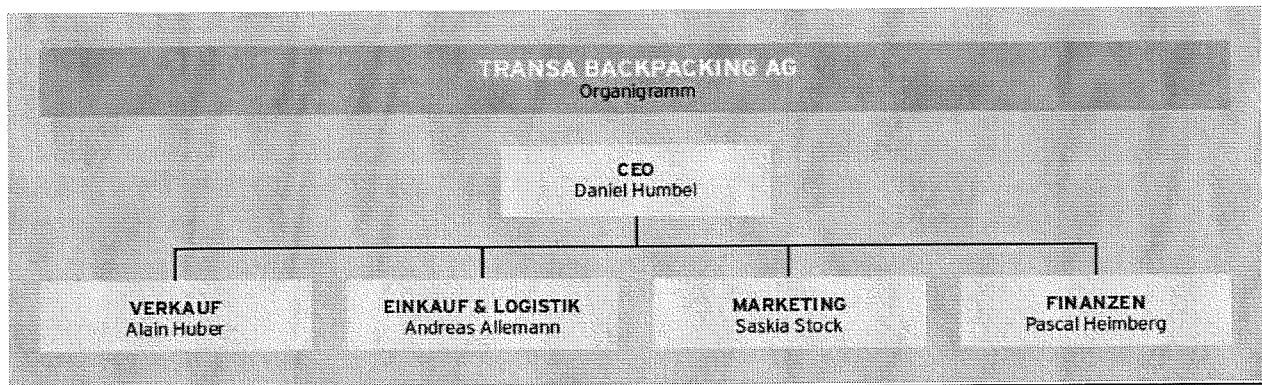 TRANSA BACKPACKING AG
Organigramm
CEO
Daniel Humbel
VERKAUF
Alain Huber
EINKAUF & LOGISTIK
Andreas Allemann
MARKETING
Saskia Stock
FINANZEN
Pascal Heimberg